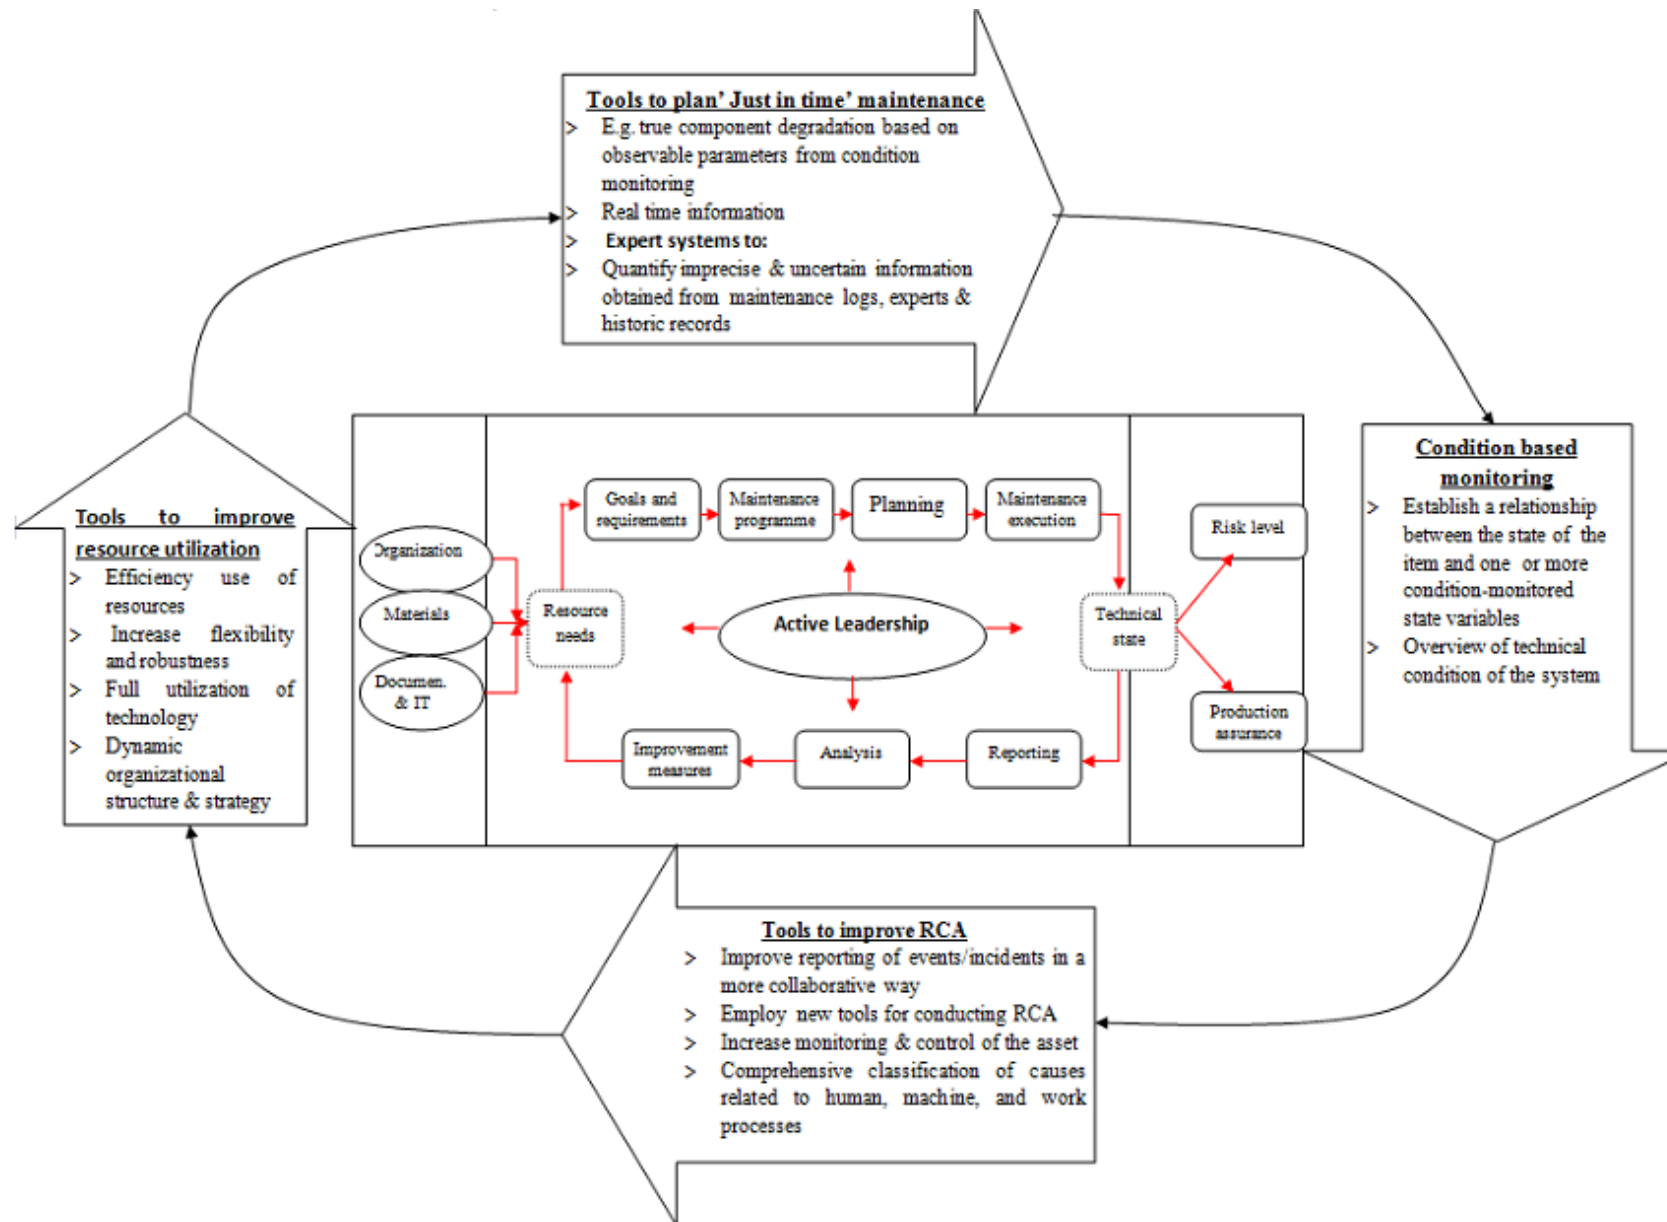 Tools to plan’ Just in time’ maintenance
> E.g. true component degradation based on
observable parameters from condition
monitoring
> Real time information
> Expert systems to:
> Quantify imprecise & uncertain information
obtained from maintenance logs, experts &
historic records
Tools to improve
resource utilization
> Efficiency use of
resources
> Increase flexibility
and robustness
> Full utilization of
technology
> Dynamic
organizational
structure & strategy
Organization
Materials
Documen.
& IT
Resource
needs
Goals and
requirements
Maintenance
programme
Planning
Maintenance
execution
Active Leadership
Technical
state
Improvement
measures
Analysis
Reporting
Risk level
Production
assurance
Condition based
monitoring
> Establish a relationship
between the state of the
item and one or more
condition-monitored
state variables
> Overview of technical
condition of the system
Tools to improve RCA
> Improve reporting of events/incidents in a
more collaborative way
> Employ new tools for conducting RCA
> Increase monitoring & control of the asset
> Comprehensive classification of causes
related to human, machine, and work
processes